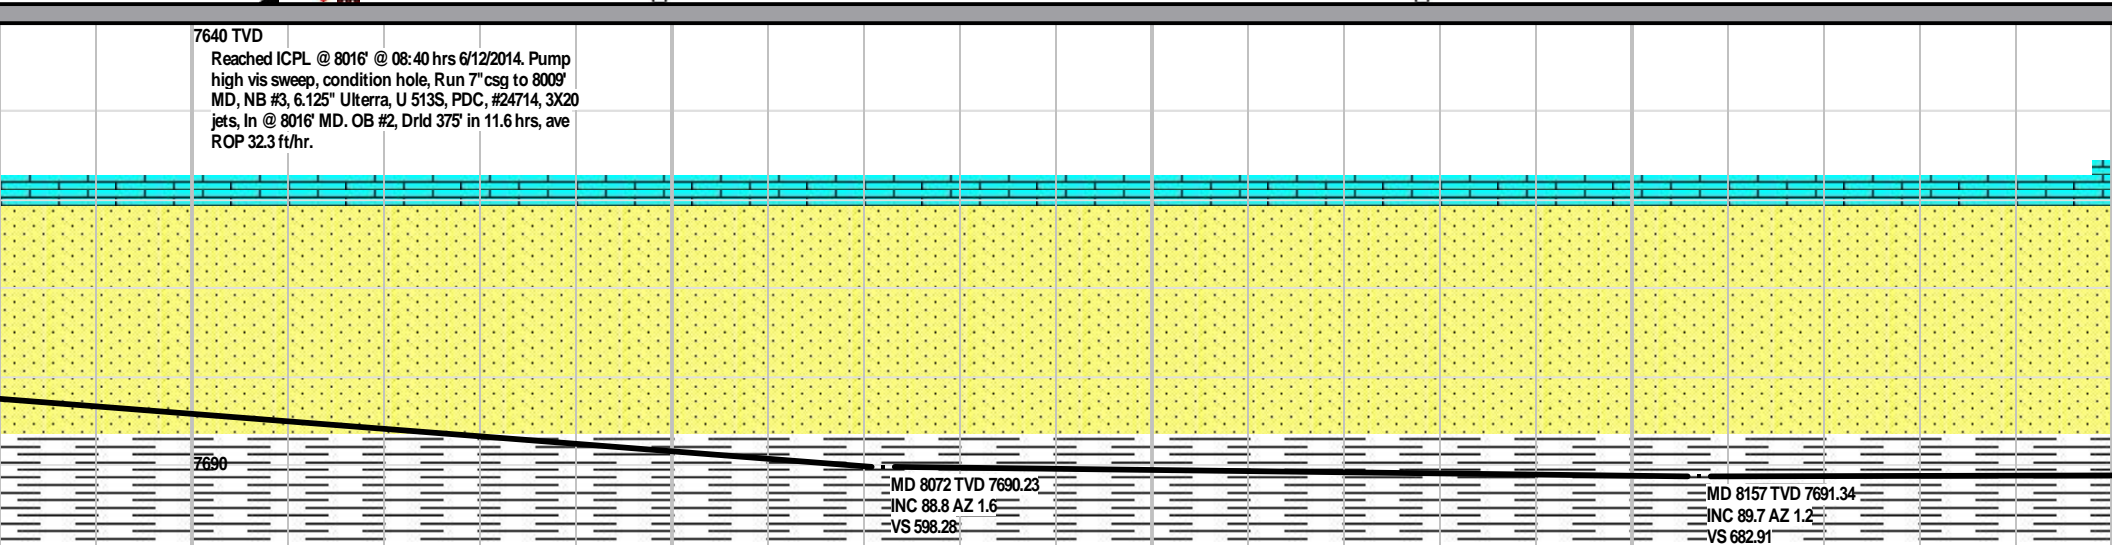 7640 TVD
Reached ICPL @ 8016' @ 08:40 hrs 6/12/2014. Pump
high vis sweep, condition hole, Run 7"csg to 8009'
MD, NB #3, 6.125" Ulterra, U 513S, PDC, #24714, 3X20
jets, In @ 8016' MD. OB #2, Drld 375' in 11.6 hrs, ave
ROP 32.3 ft/hr.
7690
MD 8072 TVD 7690.23
INC 88.8 AZ 1.6
VS 598.28
MD 8157 TVD 7691.34
INC 89.7 AZ 1.2
VS 682.91